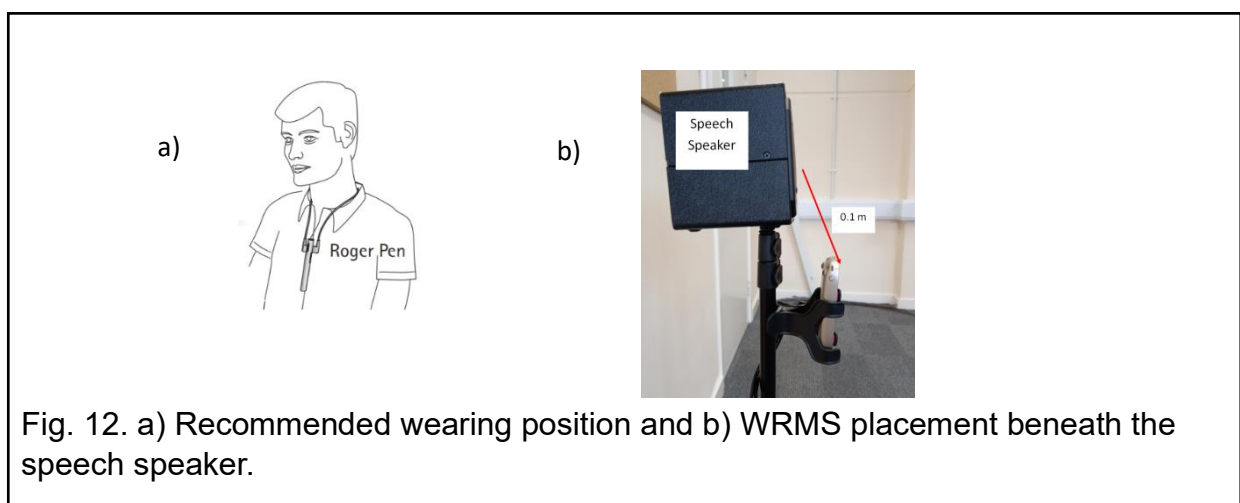 a)
Roger Pen
b)
Speech
Speaker
0.1 m
Fig. 12. a) Recommended wearing position and b) WRMS placement beneath the
speech speaker.